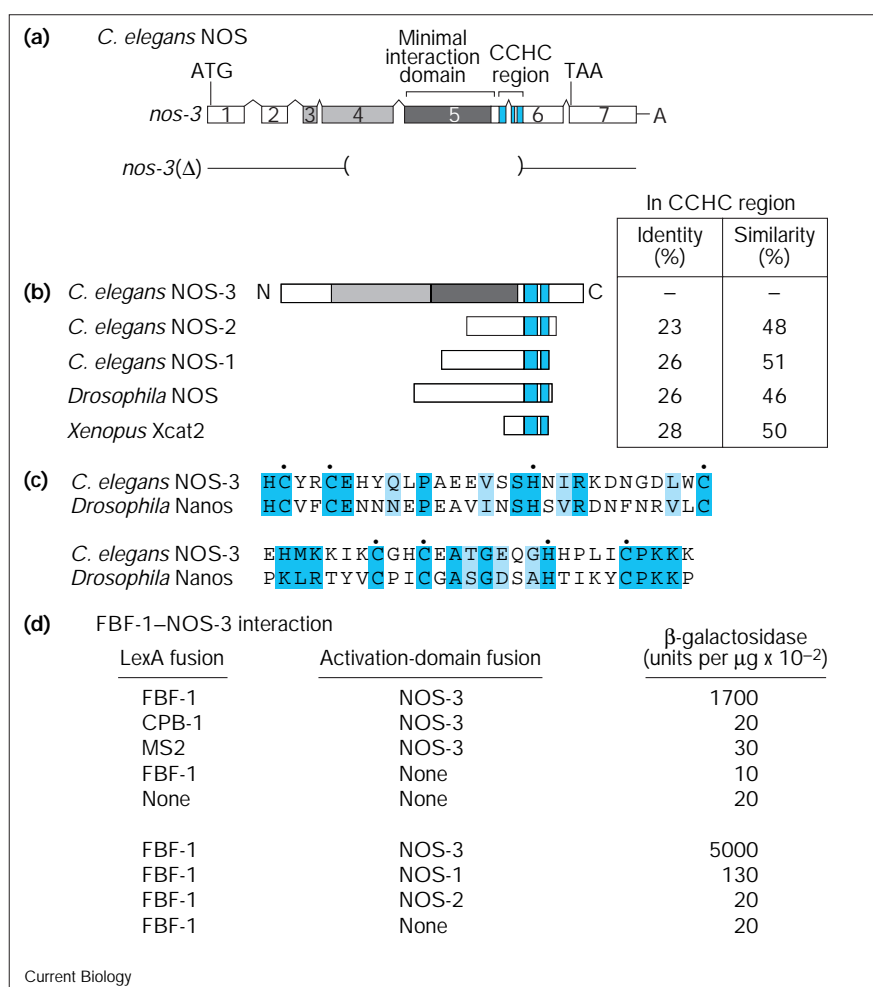 (a) C. elegans NOS
Minimal interaction domain
CCHC region
ATG
TAA
nos-3 1 2 3 4 5 6 7 A
nos-3(Δ) ( )
In CCHC region
Identity (%) Similarity (%)
(b) C. elegans NOS-3 N C – –
C. elegans NOS-2 23 48
C. elegans NOS-1 26 51
Drosophila NOS 26 46
Xenopus Xcat2 28 50
(c) C. elegans NOS-3 HCYRCEHYQLPAEEVSSHNIRKDNGDLWC
Drosophila Nanos HCVFCENNNEPEAVINSHSVRDNFNRVLC
C. elegans NOS-3 EHMKKIKCGHCEATGEQGHHPLICPKKK
Drosophila Nanos PKLRTYVCPICGASGDSAHTIKYCPKKP
(d) FBF-1–NOS-3 interaction
LexA fusion Activation-domain fusion β-galactosidase (units per μg x 10–2)
FBF-1 NOS-3 1700
CPB-1 NOS-3 20
MS2 NOS-3 30
FBF-1 None 10
None None 20
FBF-1 NOS-3 5000
FBF-1 NOS-1 130
FBF-1 NOS-2 20
FBF-1 None 20
Current Biology